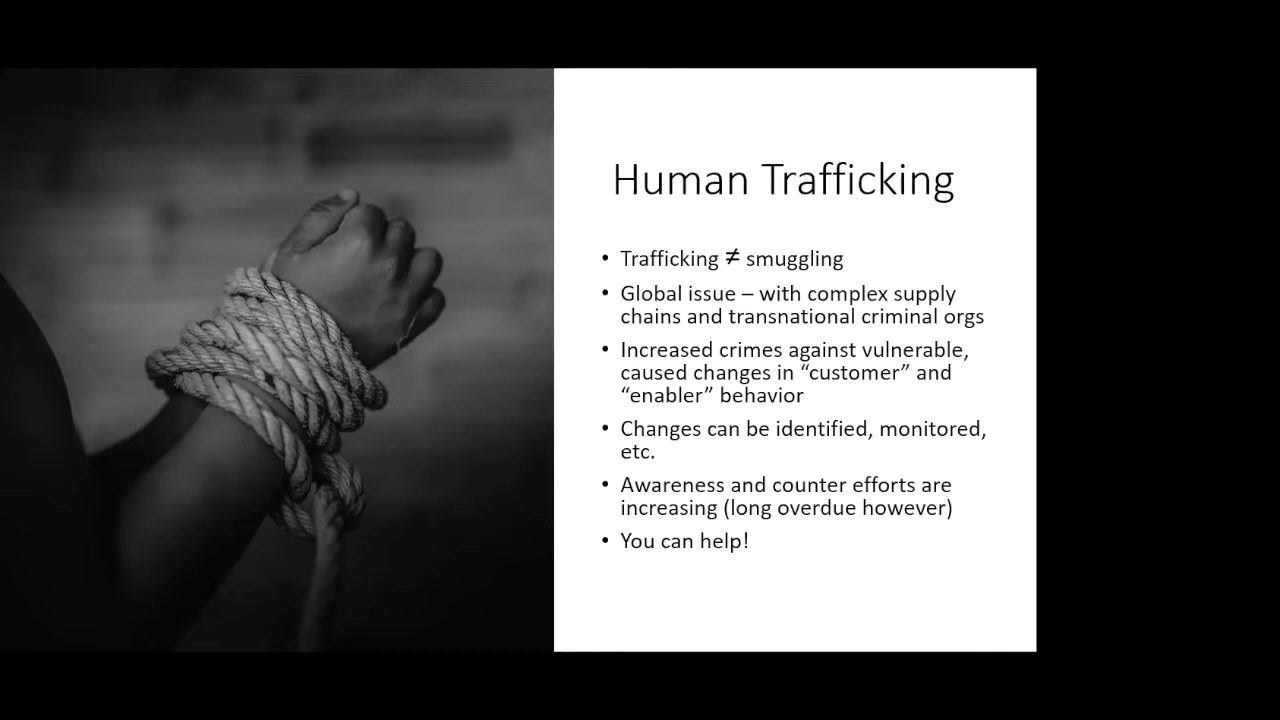 Human Trafficking
• Trafficking ≠ smuggling
• Global issue – with complex supply
chains and transnational criminal orgs
• Increased crimes against vulnerable,
caused changes in “customer” and
“enabler” behavior
• Changes can be identified, monitored,
etc.
• Awareness and counter efforts are
increasing (long overdue however)
• You can help!